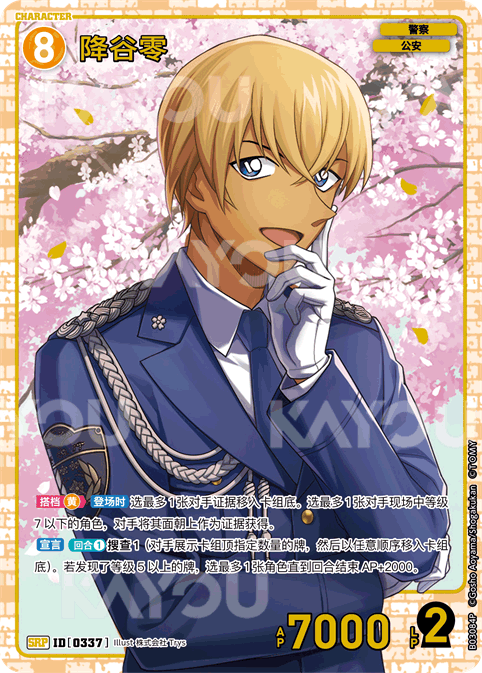 CHARACTER
8
降谷零
警察
公安
KAYOU
KAYOU
KAYOU
KAYOU
KAYOU
搭档 黄 登场时 选最多1张对手证据移入卡组底，选最多1张对手现场中等级
7以下的角色，对手将其面朝上作为证据获得。
宣言 回合1 搜查1（对手展示卡组顶指定数量的牌，然后以任意顺序移入卡组
底）。若发现了等级5以上的牌，选最多1张角色直到回合结束AP+2000。
AP 7000 LP 2
SRP ID[0337] Illust 株式会社 Trys
B03084P ©Gosho Aoyama/Shogakukan ©TOMY